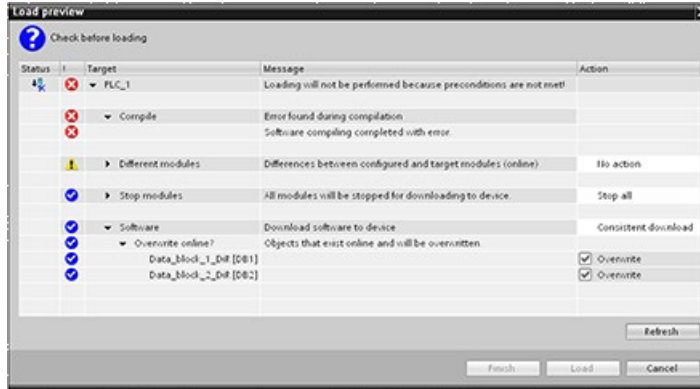 Load preview
Check before loading
Status ! Target Message Action
PLC_1 Loading will not be performed because preconditions are not met!
Compile Error found during compilation
Software compiling completed with error.
Different modules Differences between configured and target modules (online) No action
Stop modules All modules will be stopped for downloading to device. Stop all
Software Download software to device Consistent download
Overwrite online? Objects that exist online and will be overwritten.
Data_block_1_Dif. [DB1] Overwrite
Data_block_2_Dif. [DB2] Overwrite
Refresh
Finish Load Cancel